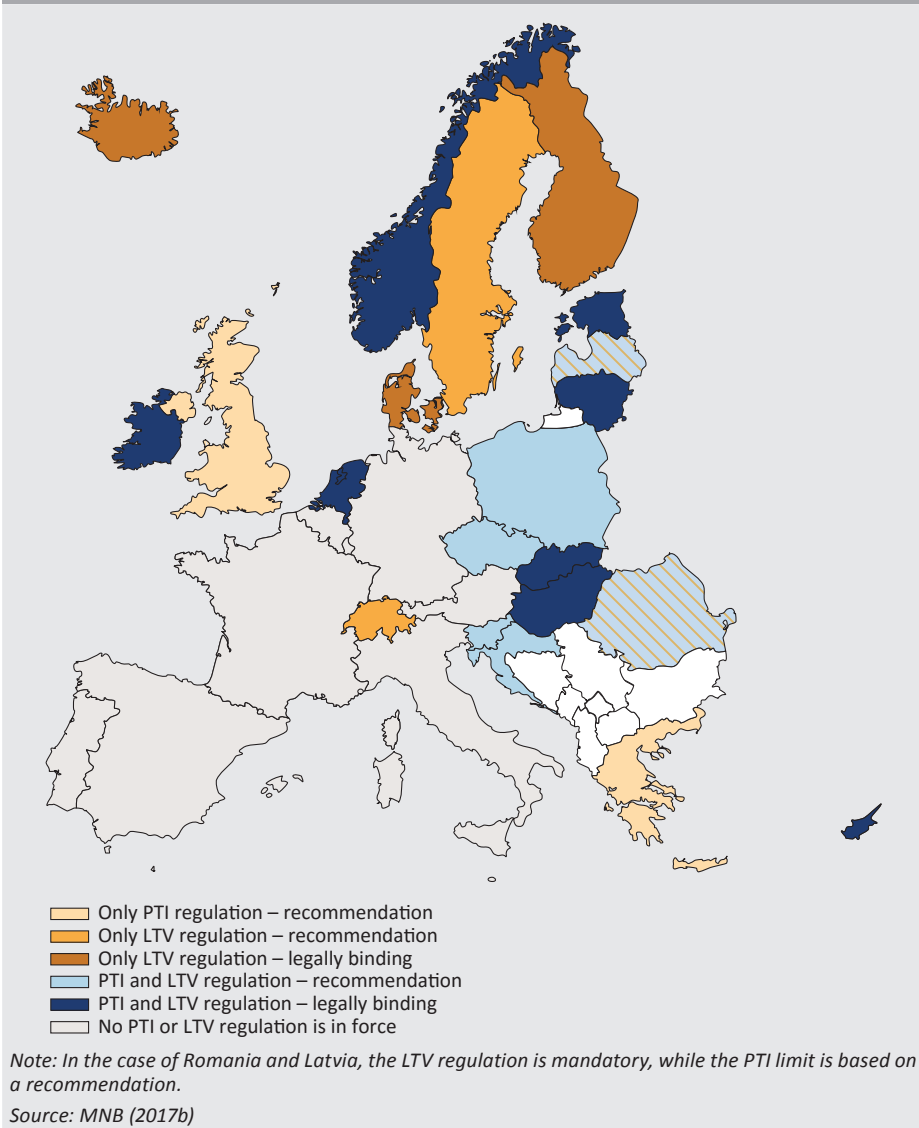 Only PTI regulation – recommendation
Only LTV regulation – recommendation
Only LTV regulation – legally binding
PTI and LTV regulation – recommendation
PTI and LTV regulation – legally binding
No PTI or LTV regulation is in force
Note: In the case of Romania and Latvia, the LTV regulation is mandatory, while the PTI limit is based on
a recommendation.
Source: MNB (2017b)